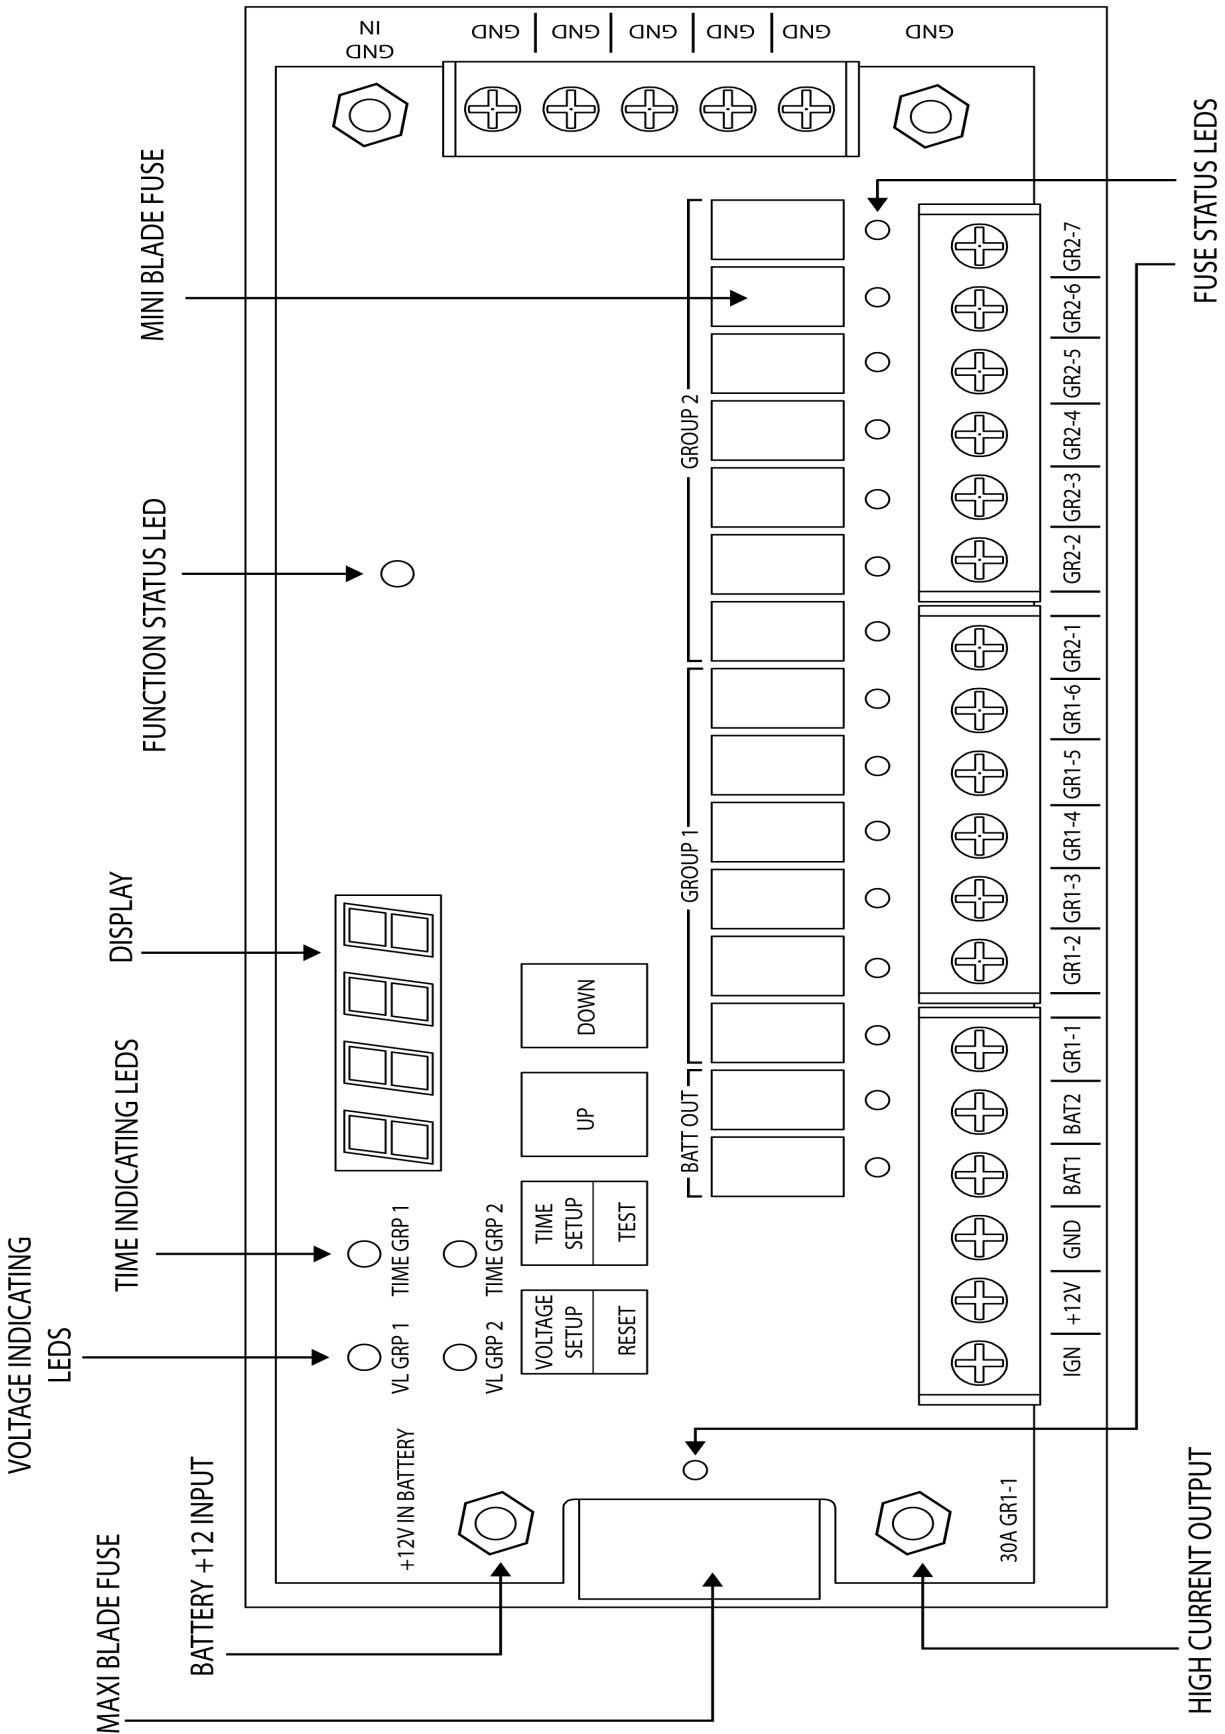 VOLTAGE INDICATING
LEDS
TIME INDICATING LEDS
DISPLAY
FUNCTION STATUS LED
MINI BLADE FUSE
BATTERY +12 INPUT
MAXI BLADE FUSE
+12V IN BATTERY
VL GRP 1
TIME GRP 1
VL GRP 2
TIME GRP 2
VOLTAGE
SETUP
RESET
TIME
SETUP
TEST
UP
DOWN
GND
IN
GND
GND
GND
GND
GND
GND
BATT OUT
GROUP 1
GROUP 2
30A GR1-1
IGN
+12V
GND
BAT1
BAT2
GR1-1
GR1-2
GR1-3
GR1-4
GR1-5
GR1-6
GR2-1
GR2-2
GR2-3
GR2-4
GR2-5
GR2-6
GR2-7
HIGH CURRENT OUTPUT
FUSE STATUS LEDS